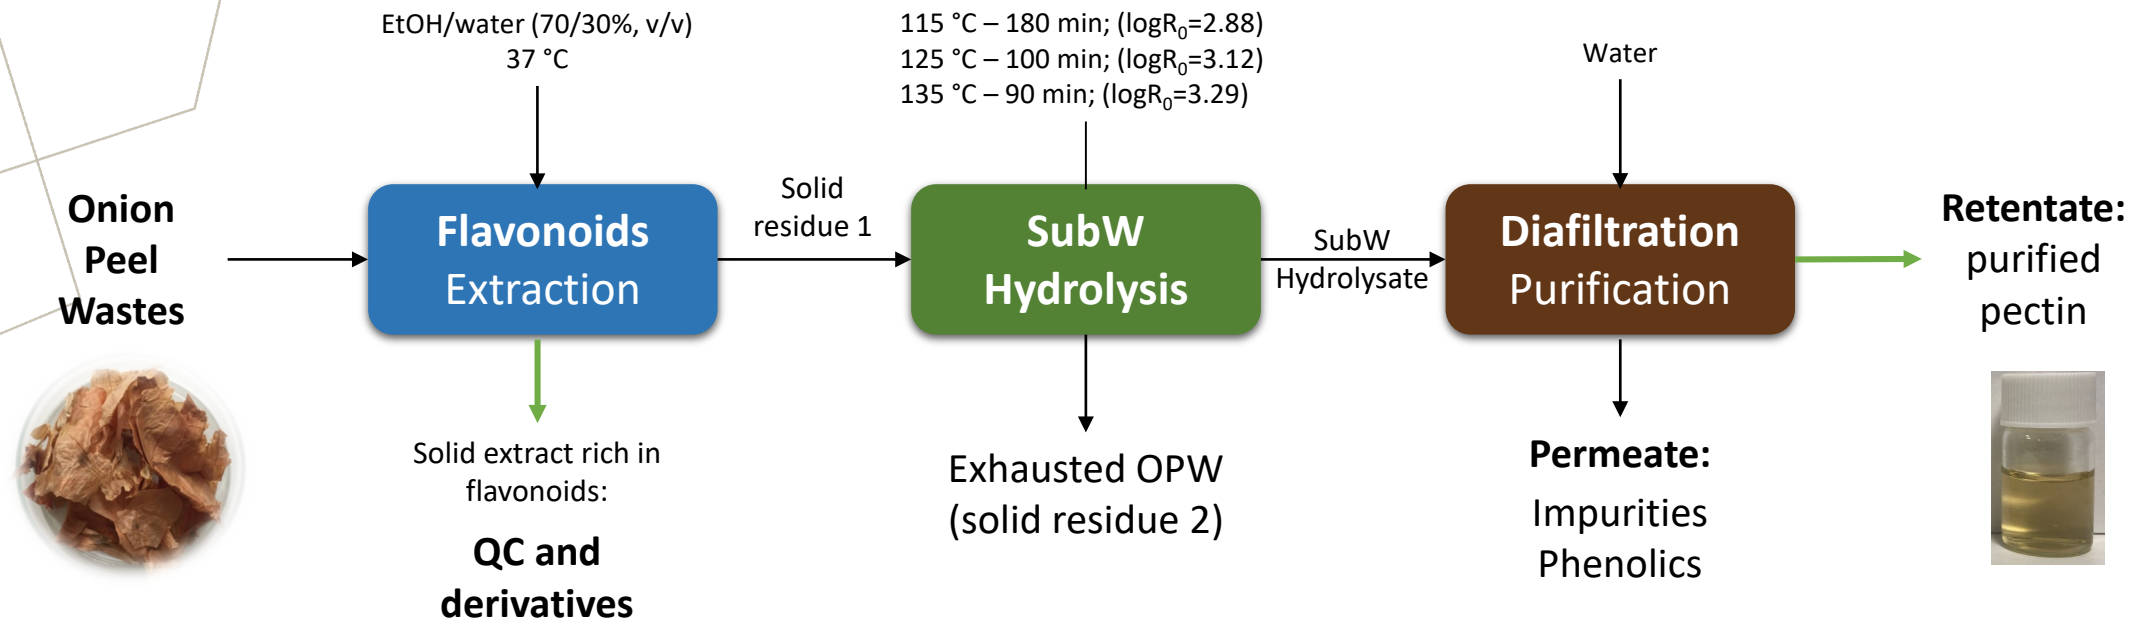 EtOH/water (70/30%, v/v)
37 °C
115 °C – 180 min; (logR₀=2.88)
125 °C – 100 min; (logR₀=3.12)
135 °C – 90 min; (logR₀=3.29)
Water
Onion
Peel
Wastes
Flavonoids
Extraction
Solid
residue 1
SubW
Hydrolysis
SubW
Hydrolysate
Diafiltration
Purification
Retentate:
purified
pectin
Solid extract rich in
flavonoids:
QC and
derivatives
Exhausted OPW
(solid residue 2)
Permeate:
Impurities
Phenolics